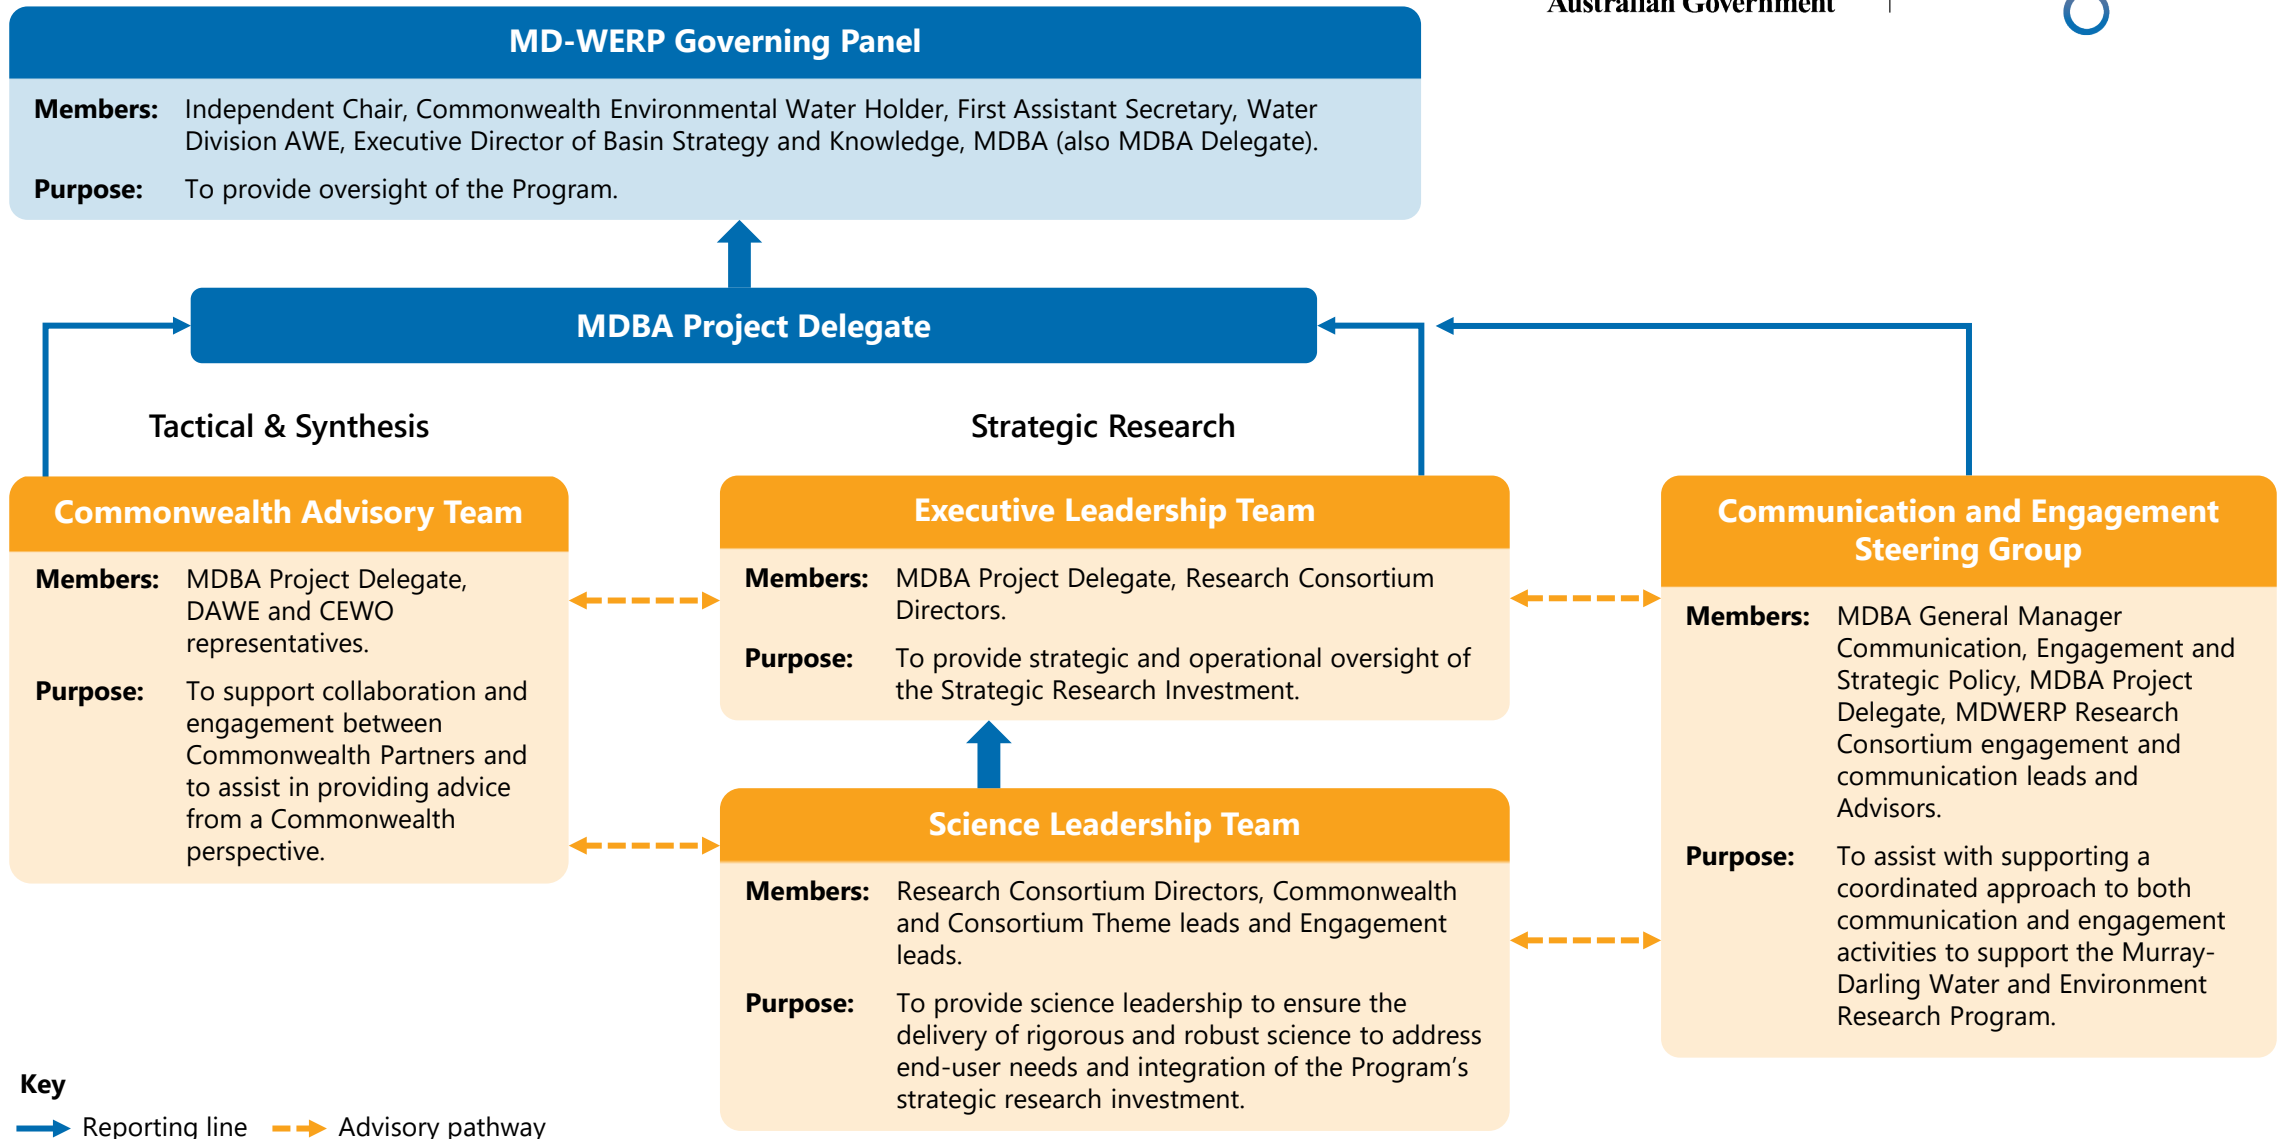 Australian Government
MD-WERP Governing Panel
Members: Independent Chair, Commonwealth Environmental Water Holder, First Assistant Secretary, Water
Division AWE, Executive Director of Basin Strategy and Knowledge, MDBA (also MDBA Delegate).
Purpose: To provide oversight of the Program.
MDBA Project Delegate
Tactical & Synthesis
Strategic Research
Commonwealth Advisory Team
Members: MDBA Project Delegate,
DAWE and CEWO
representatives.
Purpose: To support collaboration and
engagement between
Commonwealth Partners and
to assist in providing advice
from a Commonwealth
perspective.
Executive Leadership Team
Members: MDBA Project Delegate, Research Consortium
Directors.
Purpose: To provide strategic and operational oversight of
the Strategic Research Investment.
Science Leadership Team
Members: Research Consortium Directors, Commonwealth
and Consortium Theme leads and Engagement
leads.
Purpose: To provide science leadership to ensure the
delivery of rigorous and robust science to address
end-user needs and integration of the Program’s
strategic research investment.
Communication and Engagement
Steering Group
Members: MDBA General Manager
Communication, Engagement and
Strategic Policy, MDBA Project
Delegate, MDWERP Research
Consortium engagement and
communication leads and
Advisors.
Purpose: To assist with supporting a
coordinated approach to both
communication and engagement
activities to support the Murray-
Darling Water and Environment
Research Program.
Key
Reporting line
Advisory pathway